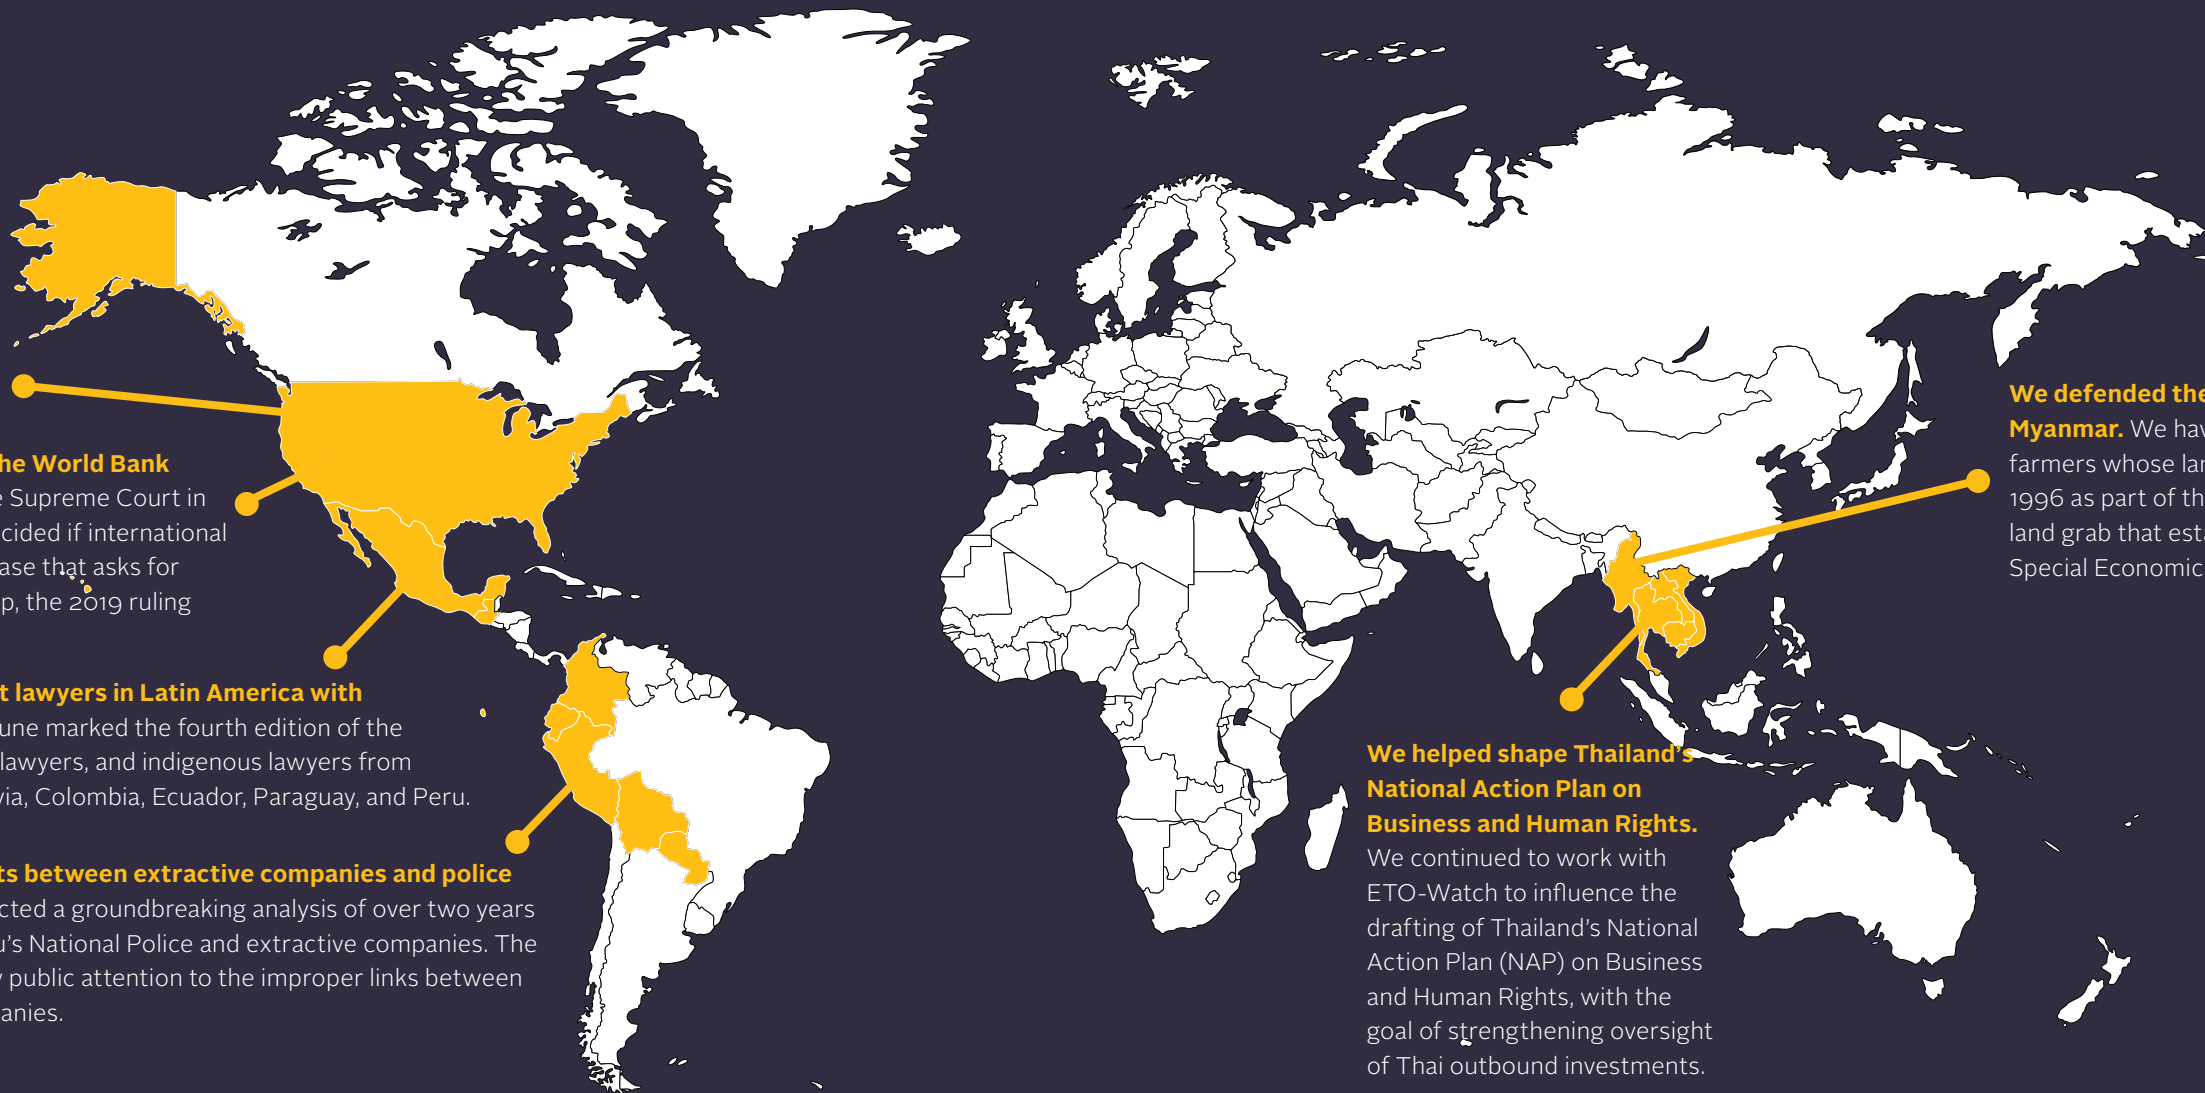 he World Bank
e Supreme Court in
cided if international
ase that asks for
p, the 2019 ruling
t lawyers in Latin America with
une marked the fourth edition of the
lawyers, and indigenous lawyers from
via, Colombia, Ecuador, Paraguay, and Peru.
ts between extractive companies and police
cted a groundbreaking analysis of over two years
u's National Police and extractive companies. The
public attention to the improper links between
anies.
We helped shape Thailand's
National Action Plan on
Business and Human Rights.
We continued to work with
ETO-Watch to influence the
drafting of Thailand's National
Action Plan (NAP) on Business
and Human Rights, with the
goal of strengthening oversight
of Thai outbound investments.
We defended the
Myanmar. We hav
farmers whose lan
1996 as part of th
land grab that est
Special Economic